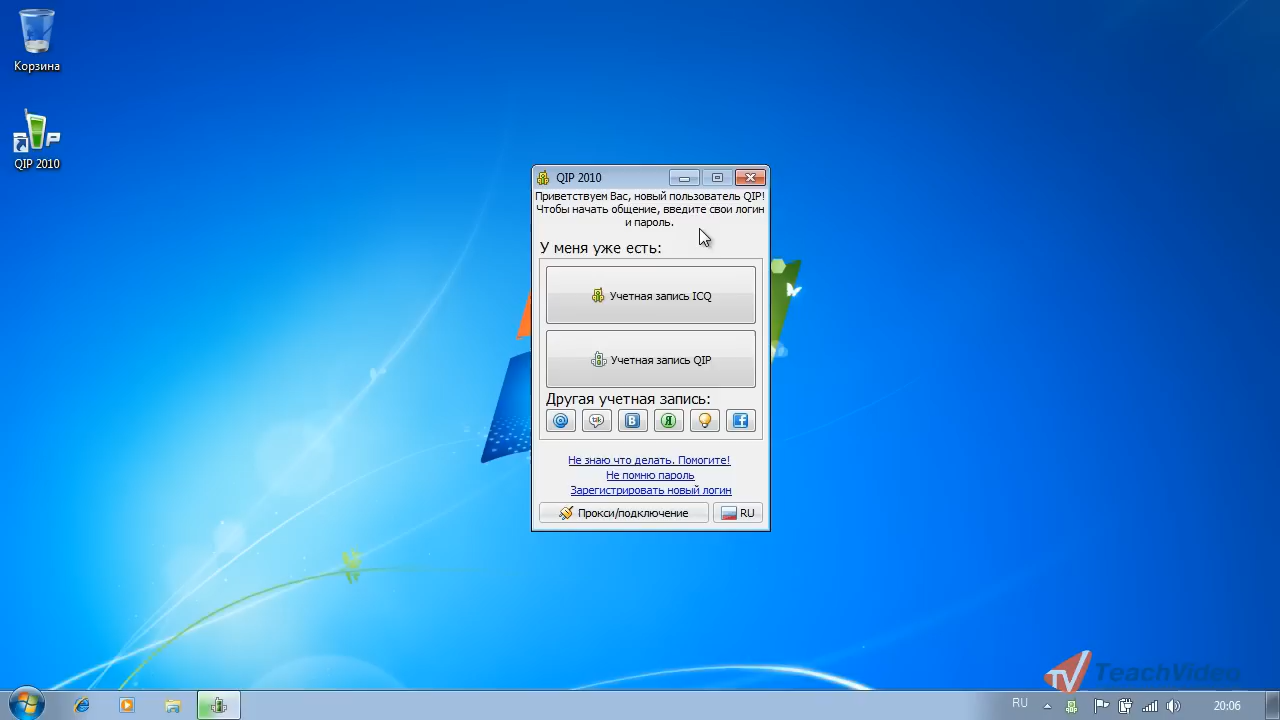 Корзина
QIP 2010
QIP 2010
Приветствуем Вас, новый пользователь QIP!
Чтобы начать общение, введите свои логин
и пароль.
У меня уже есть:
Учетная запись ICQ
Учетная запись QIP
Другая учетная запись:
Не знаю что делать. Помогите!
Не помню пароль
Зарегистрировать новый логин
Прокси/подключение
RU
TV TeachVideo
RU
20:06